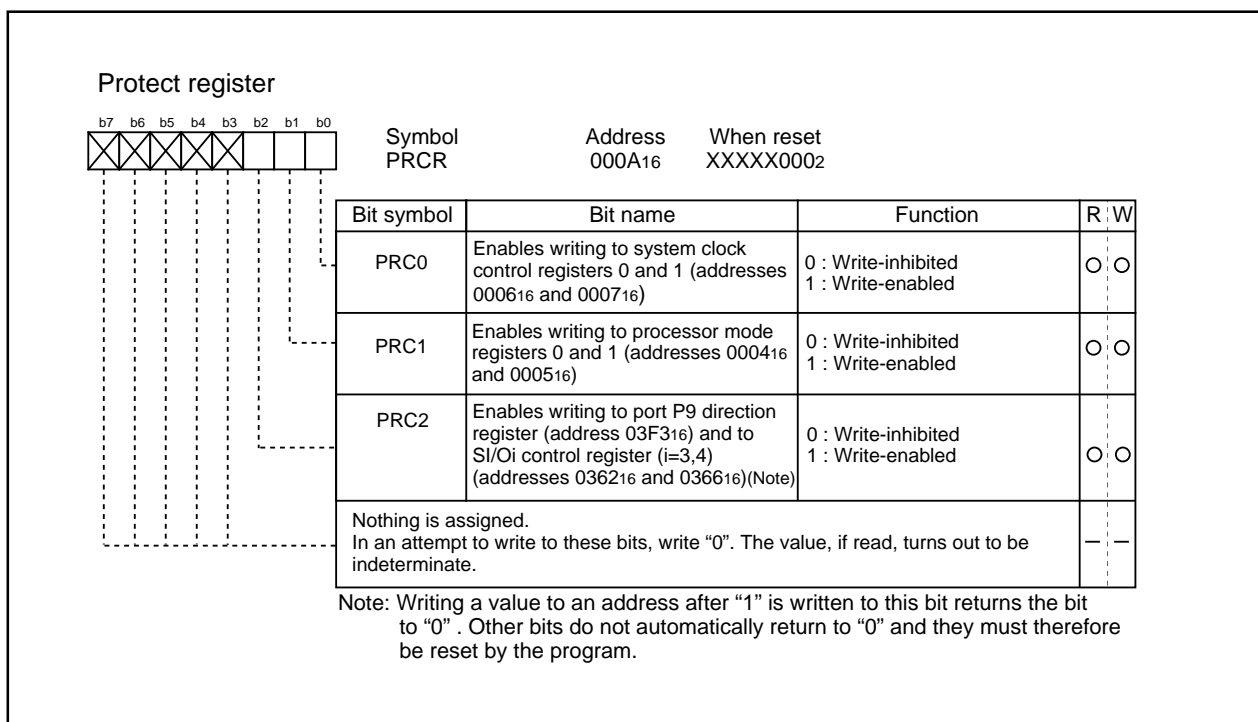 Protect register
b7 b6 b5 b4 b3 b2 b1 b0
Symbol Address When reset
PRCR 000A16 XXXXX0002
Bit symbol Bit name Function R W
PRC0
Enables writing to system clock
control registers 0 and 1 (addresses
000616 and 000716)
0 : Write-inhibited
1 : Write-enabled
PRC1
Enables writing to processor mode
registers 0 and 1 (addresses 000416
and 000516)
0 : Write-inhibited
1 : Write-enabled
PRC2
Enables writing to port P9 direction
register (address 03F316) and to
SI/Oi control register (i=3,4)
(addresses 036216 and 036616)(Note)
0 : Write-inhibited
1 : Write-enabled
Nothing is assigned.
In an attempt to write to these bits, write “0”. The value, if read, turns out to be
indeterminate.
Note: Writing a value to an address after “1” is written to this bit returns the bit
to “0” . Other bits do not automatically return to “0” and they must therefore
be reset by the program.